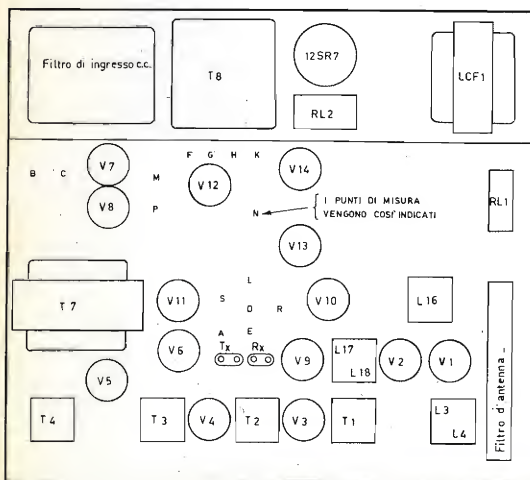 Filtro di ingresso c.c.
T8
12SR7
RL2
LCF1
B C V7 M F G H K V14
V12
V8 P N I PUNTI DI MISURA
VENGONO COSI' INDICATI
RL1
V13
T7
V11 S L V10 L16
O R
D
A E
V6 Tx Rx V9 L17 V2 V1
L18
V5
Filtro d'antenna
T4 T3 V4 T2 V3 T1 L3
L4